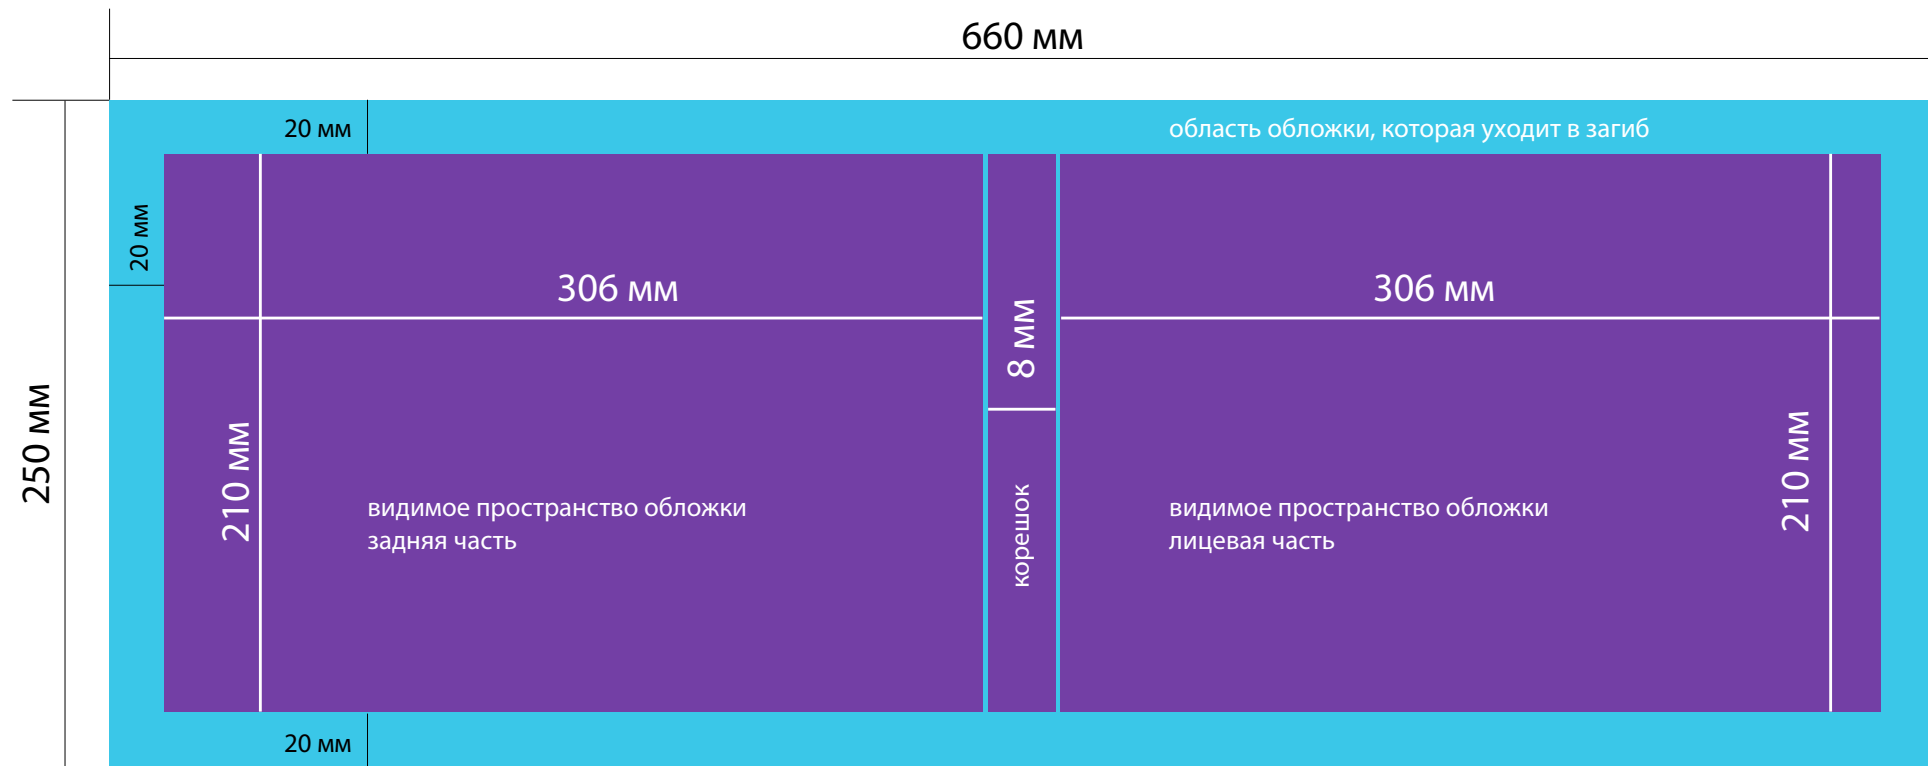 660 мм
20 мм
область обложки, которая уходит в загиб
20 мм
306 мм
306 мм
8 мм
250 мм
210 мм
210 мм
видимое пространство обложки
задняя часть
корешок
видимое пространство обложки
лицевая часть
20 мм